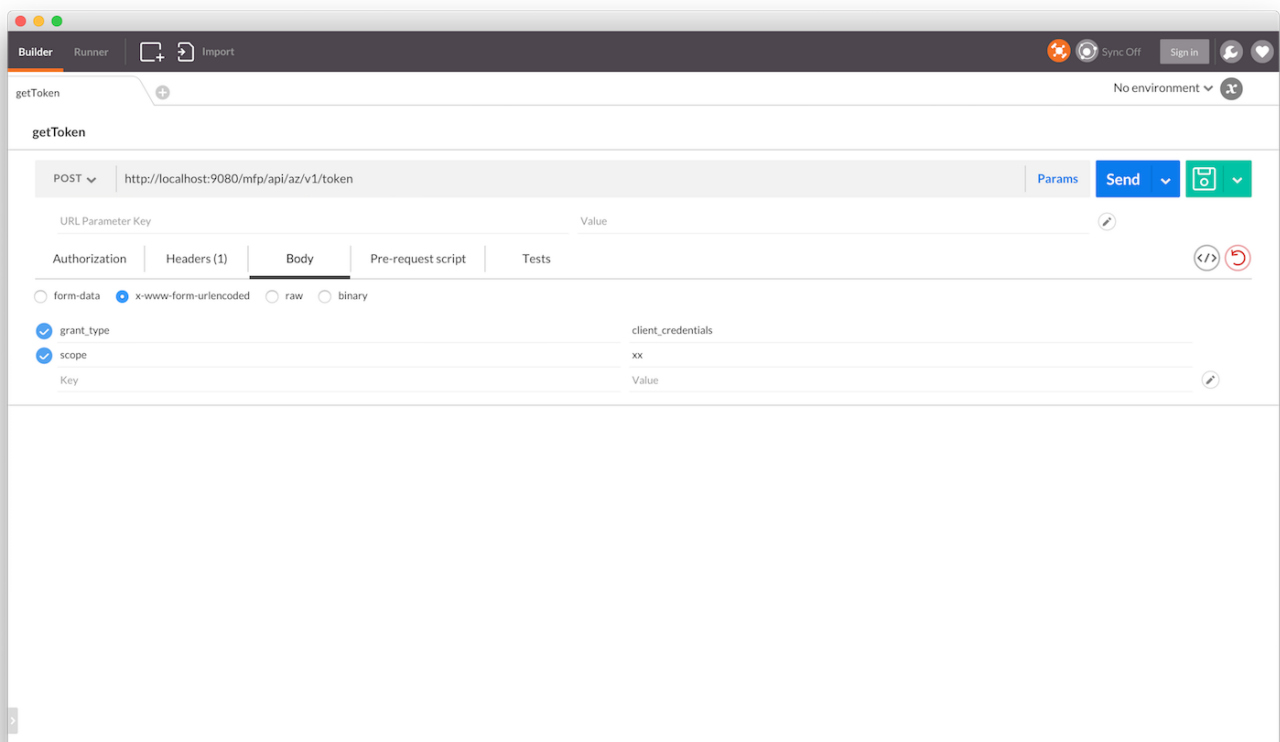 Builder Runner Import Sync Off Sign in
getToken No environment x
getToken
POST http://localhost:9080/mfp/api/az/v1/token Params Send
URL Parameter Key Value
Authorization Headers (1) Body Pre-request script Tests </>
form-data x-www-form-urlencoded raw binary
grant_type client_credentials
scope xx
Key Value